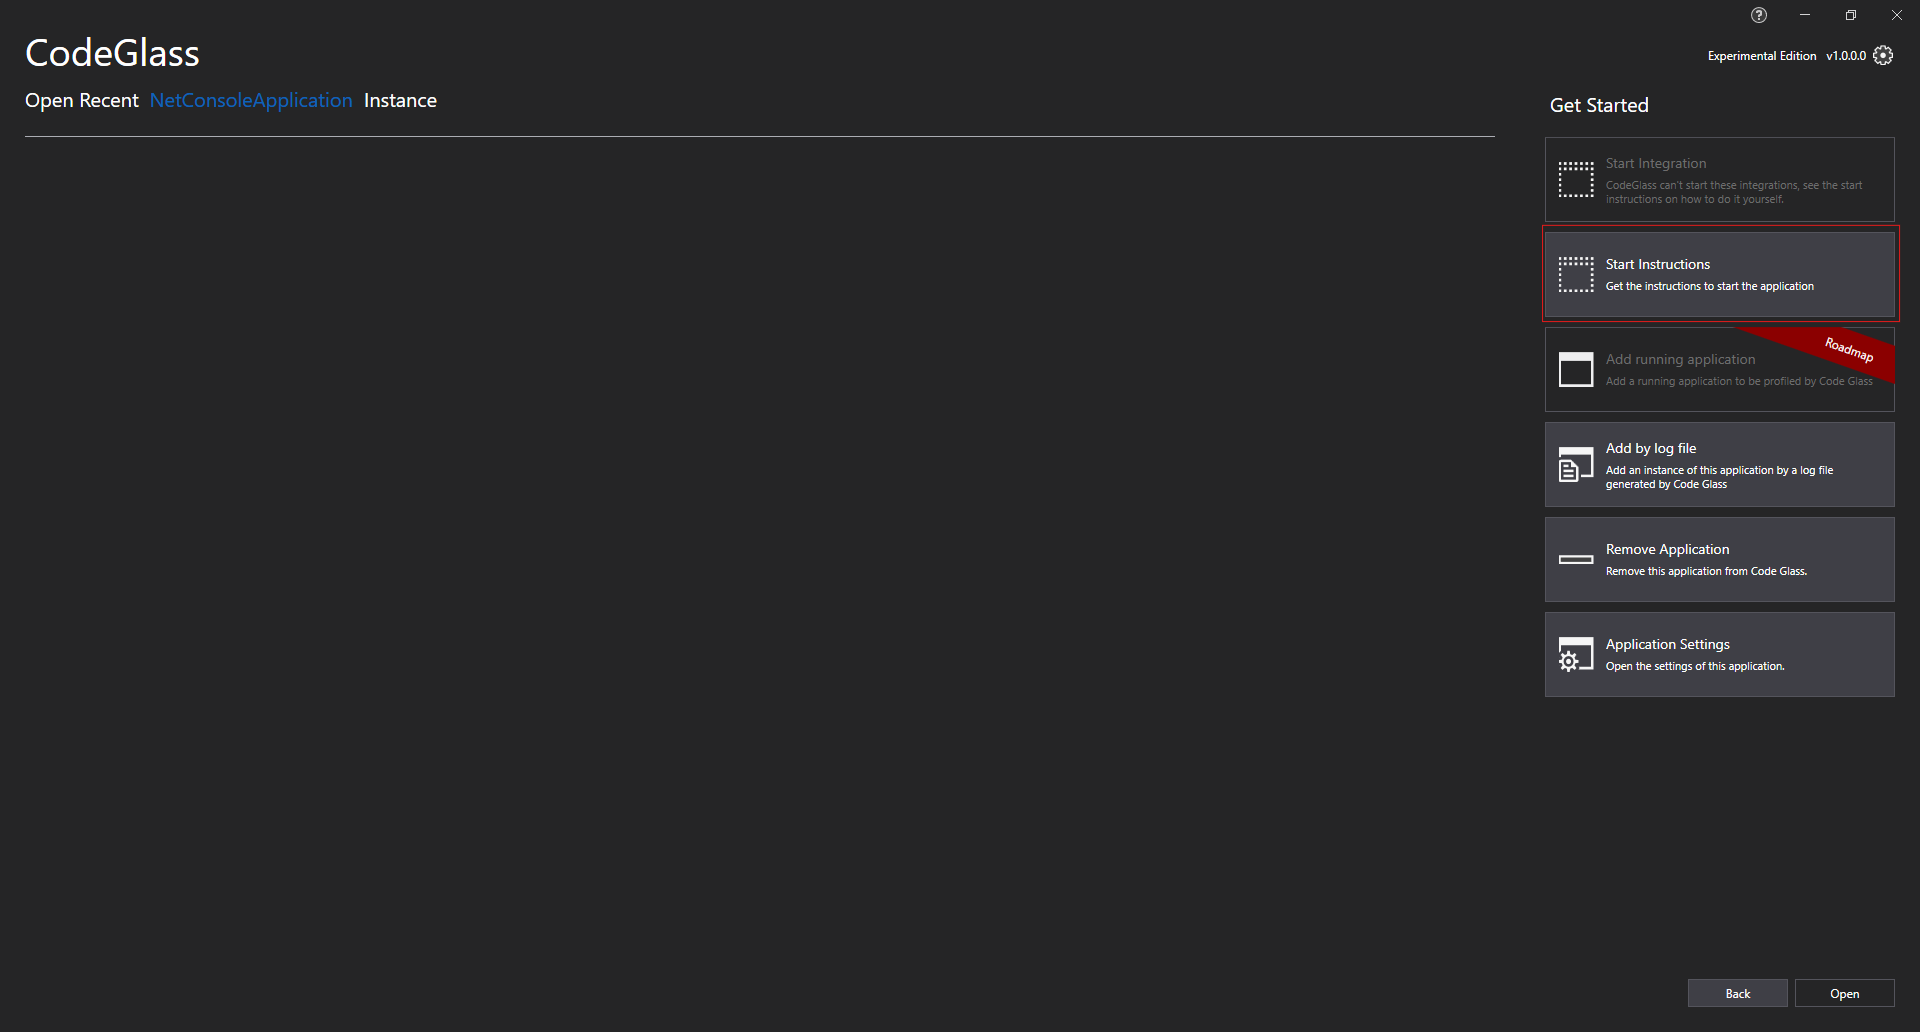 CodeGlass
Experimental Edition v1.0.0.0
Open Recent NetConsoleApplication Instance
Get Started
Start Integration
CodeGlass can't start these integrations, see the start
instructions on how to do it yourself.
Start Instructions
Get the instructions to start the application
Roadmap
Add running application
Add a running application to be profiled by Code Glass
Add by log file
Add an instance of this application by a log file
generated by Code Glass
Remove Application
Remove this application from Code Glass.
Application Settings
Open the settings of this application.
Back Open